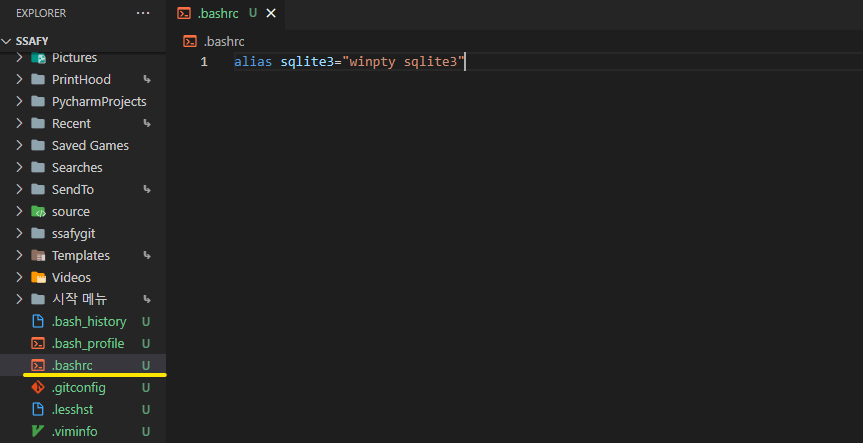 EXPLORER
SSAFY
Pictures
PrintHood
PycharmProjects
Recent
Saved Games
Searches
SendTo
source
ssafygit
Templates
Videos
시작 메뉴
.bash_history U
.bash_profile U
.bashrc U
.gitconfig U
.lesshst U
.viminfo U
.bashrc U
.bashrc
1 alias sqlite3="winpty sqlite3"